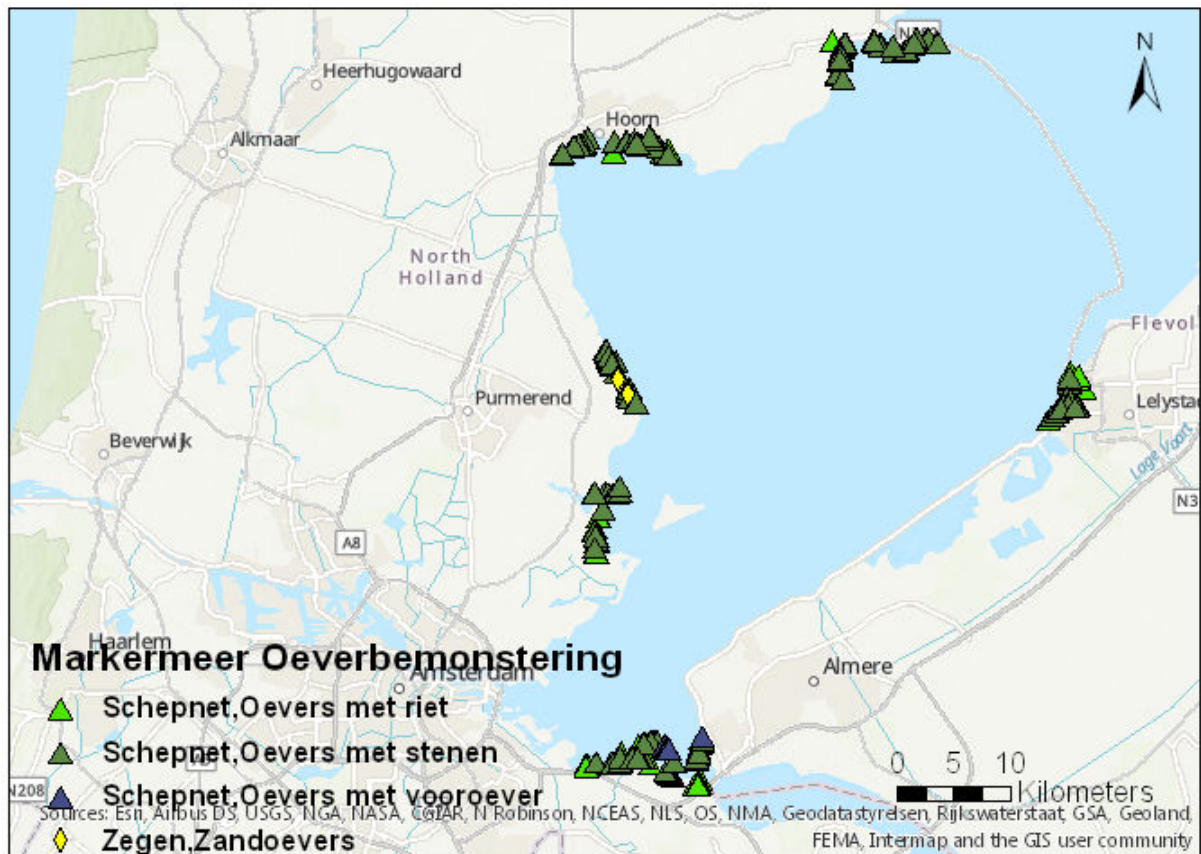 N
Heerhugowaard
Hoorn
Alkmaar
North
Holland
Flevol
Purmerend
Lelystad
Beverwijk
Lage Vaart
N3
A8
Haarlem
Markermeer Oeverbemonstering
Almere
Amsterdam
Schepnet,Oevers met riet
Schepnet,Oevers met stenen
0 5 10
Kilometers
N208
Schepnet,Oevers met vooroever
Sources: Esri, Airbus DS, USGS, NGA, NASA, CGIAR, N Robinson, NCEAS, NLS, OS, NMA, Geodatastyrelsen, Rijkswaterstaat, GSA, Geoland,
FEMA, Intermap and the GIS user community
Zegen,Zandoevers